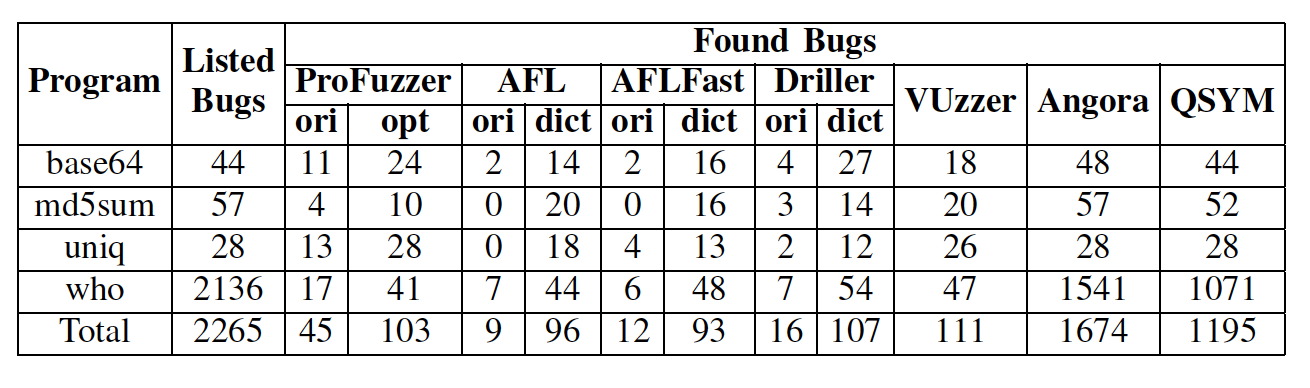 Program Listed Bugs Found Bugs
ProFuzzer AFL AFLFast Driller VUzzer Angora QSYM
ori opt ori dict ori dict ori dict
base64 44 11 24 2 14 2 16 4 27 18 48 44
md5sum 57 4 10 0 20 0 16 3 14 20 57 52
uniq 28 13 28 0 18 4 13 2 12 26 28 28
who 2136 17 41 7 44 6 48 7 54 47 1541 1071
Total 2265 45 103 9 96 12 93 16 107 111 1674 1195